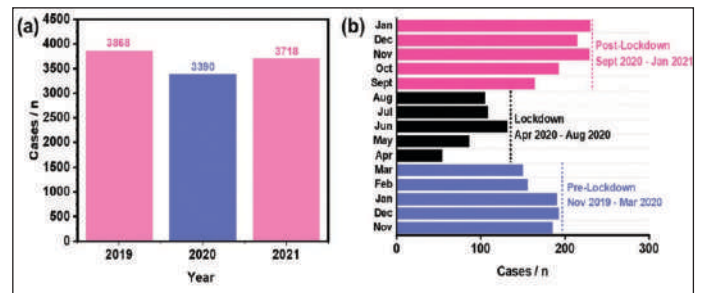 (a)
4500
4000
3500
3000
2500
2000
1500
1000
500
0
Cases / n
3868
3390
3718
2019 2020 2021
Year
(b)
Jan
Dec
Nov
Oct
Sept
Aug
Jul
Jun
May
Apr
Mar
Feb
Jan
Dec
Nov
Post-Lockdown
Sept 2020 - Jan 2021
Lockdown
Apr 2020 - Aug 2020
Pre-Lockdown
Nov 2019 - Mar 2020
0 100 200 300
Cases / n